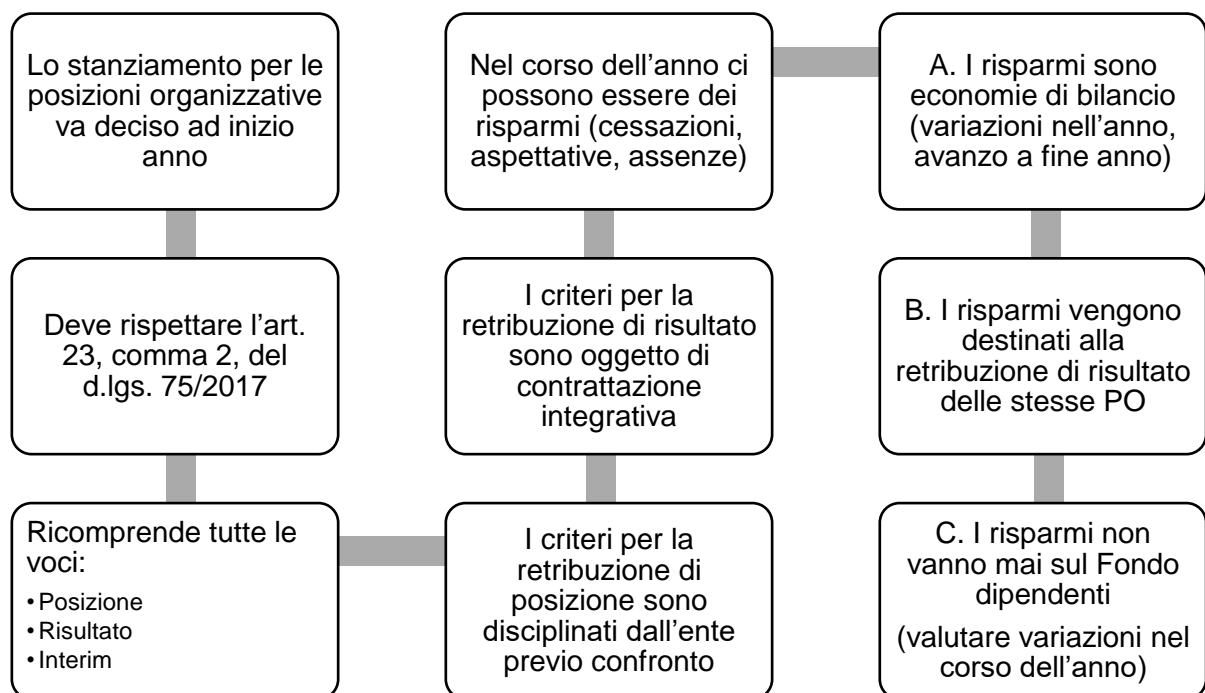 Lo stanziamento per le
posizioni organizzative
va deciso ad inizio
anno
Deve rispettare l'art.
23, comma 2, del
d.lgs. 75/2017
Ricomprende tutte le
voci:
• Posizione
• Risultato
• Interim
I criteri per la
retribuzione di
posizione sono
disciplinati dall'ente
previo confronto
I criteri per la
retribuzione di risultato
sono oggetto di
contrattazione
integrativa
Nel corso dell'anno ci
possono essere dei
risparmi (cessazioni,
aspettative, assenze)
A. I risparmi sono
economie di bilancio
(variazioni nell'anno,
avanzo a fine anno)
B. I risparmi vengono
destinati alla
retribuzione di risultato
delle stesse PO
C. I risparmi non
vanno mai sul Fondo
dipendenti
(valutare variazioni nel
corso dell'anno)